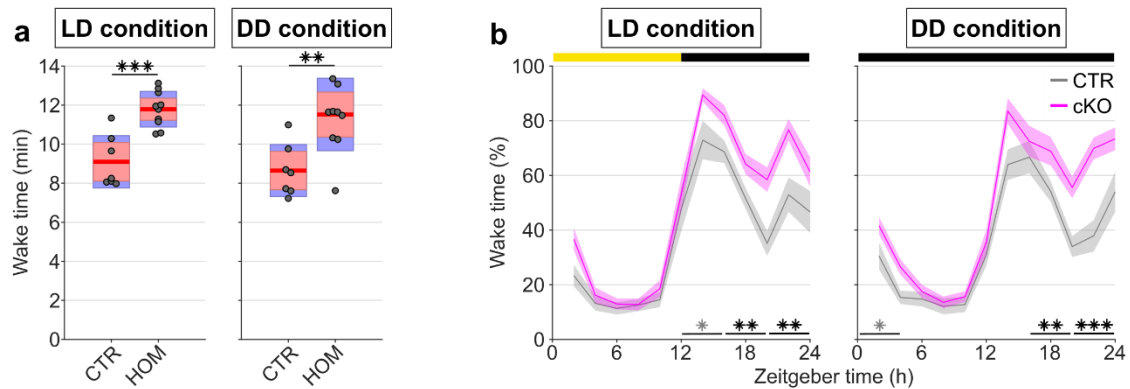 a
LD condition
DD condition
Wake time (min)
14
12
10
8
6
4
2
0
***
**
CTR
HOM
CTR
HOM
b
LD condition
DD condition
Wake time (%)
100
80
60
40
20
0
CTR
cKO
*
**
**
*
**
***
0
6
12
18
24
0
6
12
18
24
Zeitgeber time (h)